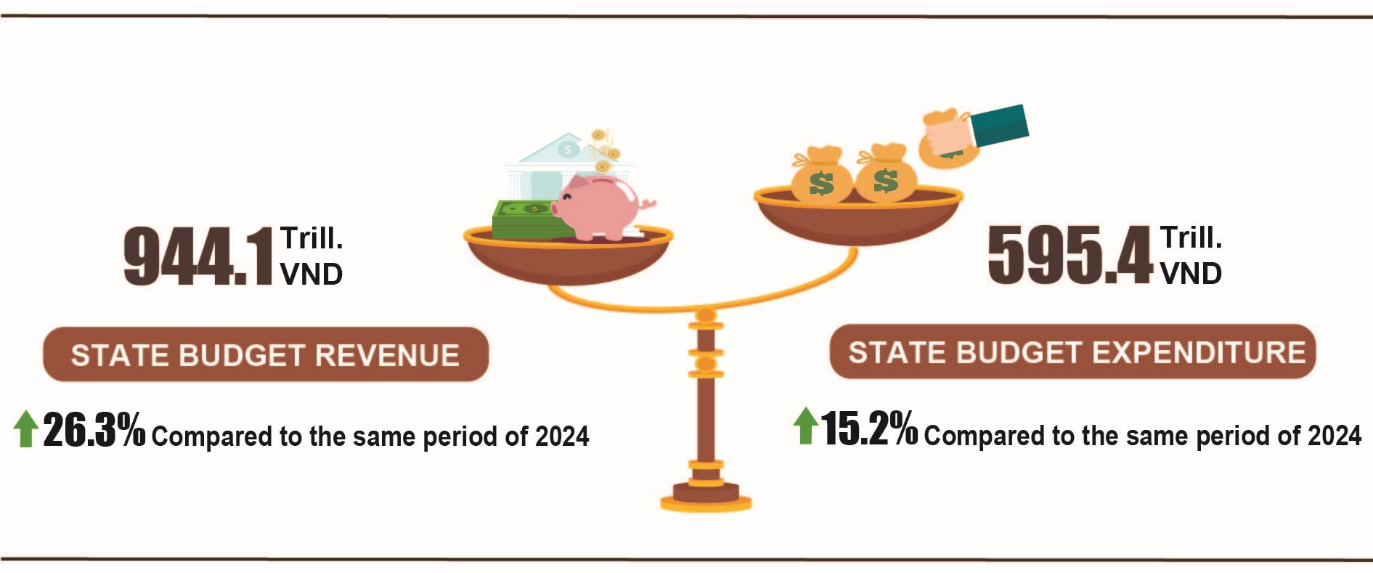 944.1 Trill.
VND
STATE BUDGET REVENUE
26.3% Compared to the same period of 2024
$
$
$
$
595.4 Trill.
VND
STATE BUDGET EXPENDITURE
15.2% Compared to the same period of 2024